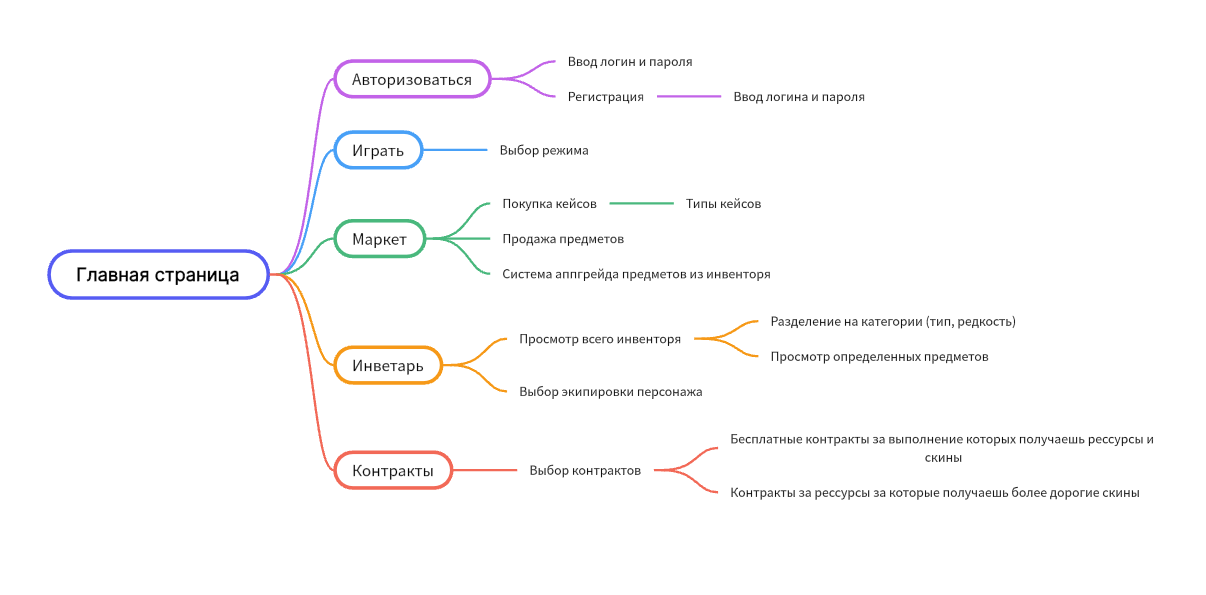 Авторизоваться
Ввод логин и пароля
Регистрация
Ввод логина и пароля
Играть
Выбор режима
Главная страница
Маркет
Покупка кейсов
Типы кейсов
Продажа предметов
Система аппгрейда предметов из инвенторя
Инветарь
Просмотр всего инвенторя
Разделение на категории (тип, редкость)
Просмотр определенных предметов
Выбор экипировки персонажа
Контракты
Выбор контрактов
Бесплатные контракты за выполнение которых получаешь рессурсы и
скины
Контракты за рессурсы за которые получаешь более дорогие скины